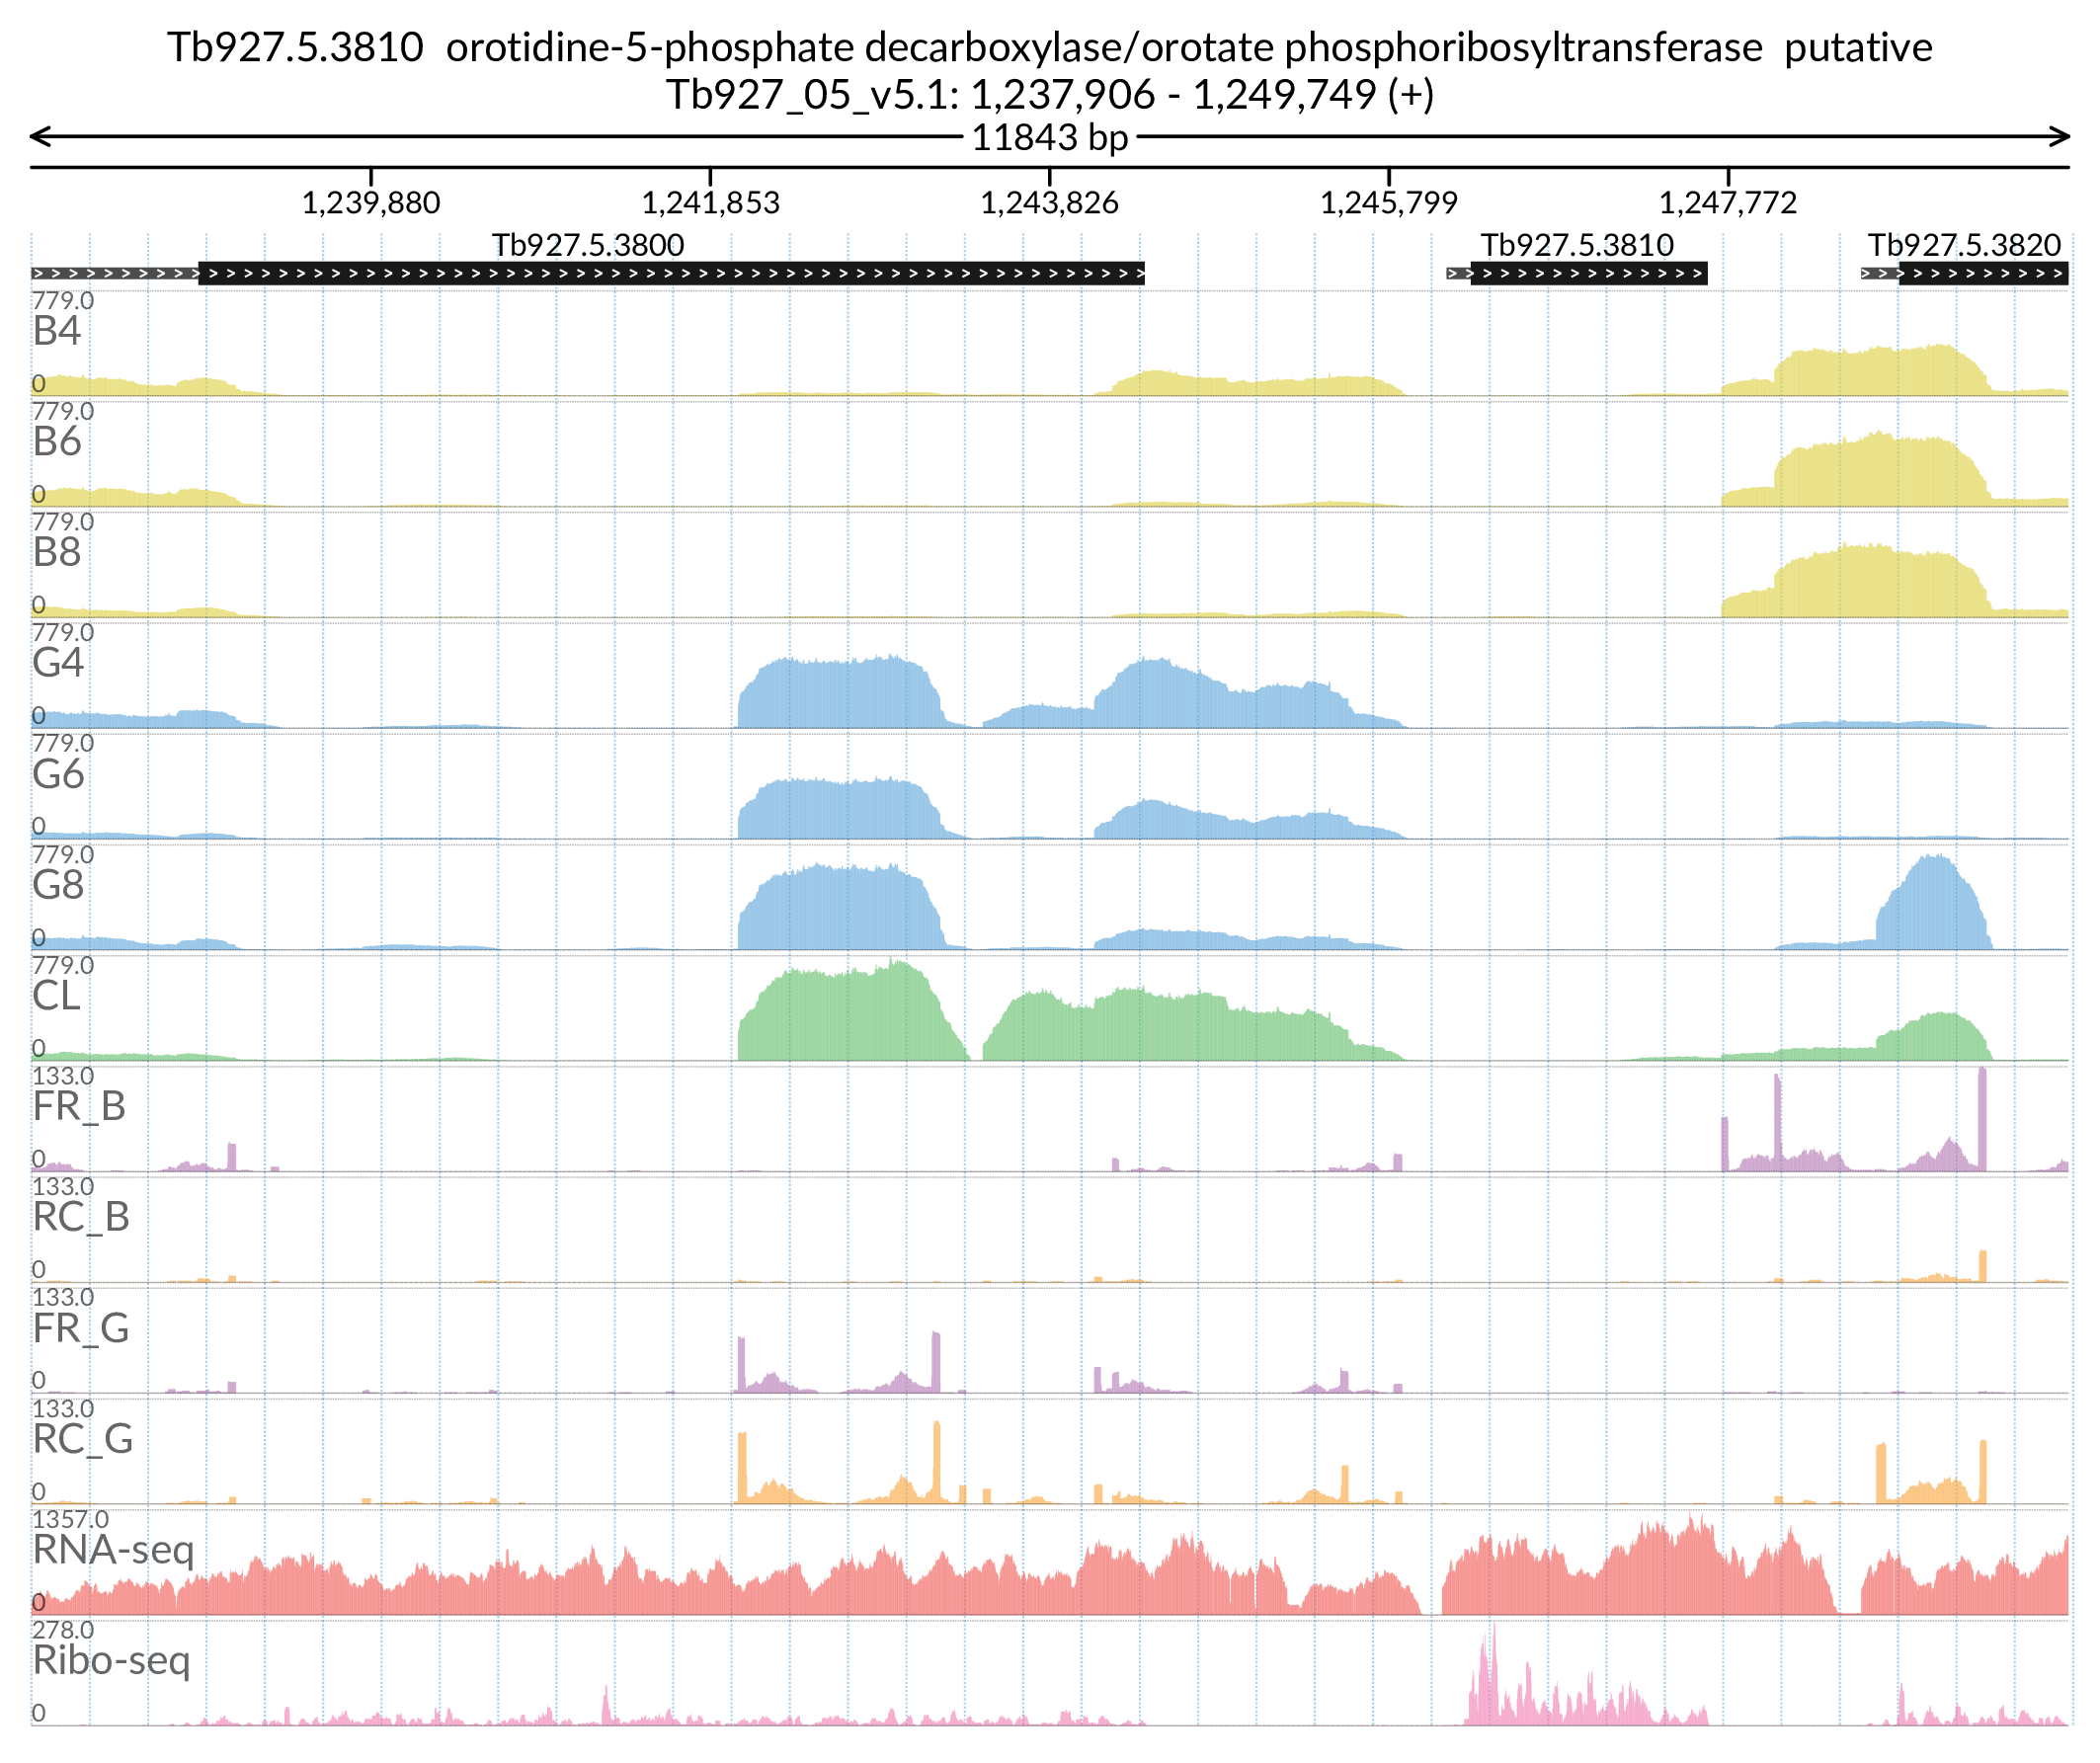 Tb927.5.3810 orotidine-5-phosphate decarboxylase/orotate phosphoribosyltransferase putative
Tb927_05_v5.1: 1,237,906 - 1,249,749 (+)
11843 bp
1,239,880 1,241,853 1,243,826 1,245,799 1,247,772
Tb927.5.3800 Tb927.5.3810 Tb927.5.3820
779.0
B4
0
779.0
B6
0
779.0
B8
0
779.0
G4
0
779.0
G6
0
779.0
G8
0
779.0
CL
0
133.0
FR_B
0
133.0
RC_B
0
133.0
FR_G
0
133.0
RC_G
0
1357.0
RNA-seq
0
278.0
Ribo-seq
0